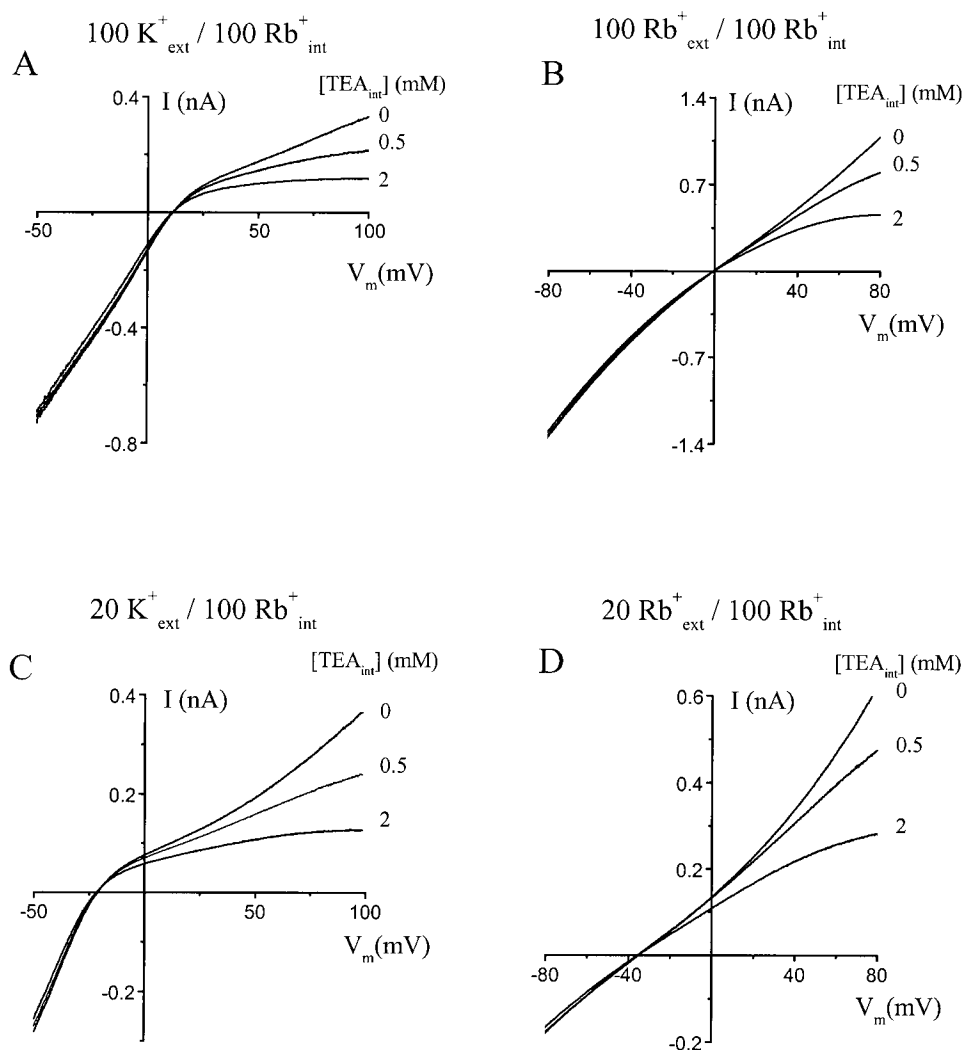 100 K⁺ext / 100 Rb⁺int
A
[TEAint] (mM)
I (nA)
0.4
0
0.5
2
-50
50
100
Vm(mV)
-0.4
-0.8
100 Rb⁺ext / 100 Rb⁺int
B
[TEAint] (mM)
I (nA)
1.4
0
0.5
0.7
2
-80
-40
40
80
Vm(mV)
-0.7
-1.4
20 K⁺ext / 100 Rb⁺int
C
[TEAint] (mM)
I (nA)
0.4
0
0.5
0.2
2
-50
50
100
Vm(mV)
-0.2
20 Rb⁺ext / 100 Rb⁺int
D
[TEAint] (mM)
I (nA)
0.6
0
0.5
0.4
2
0.2
-80
-40
0
40
80
Vm(mV)
-0.2